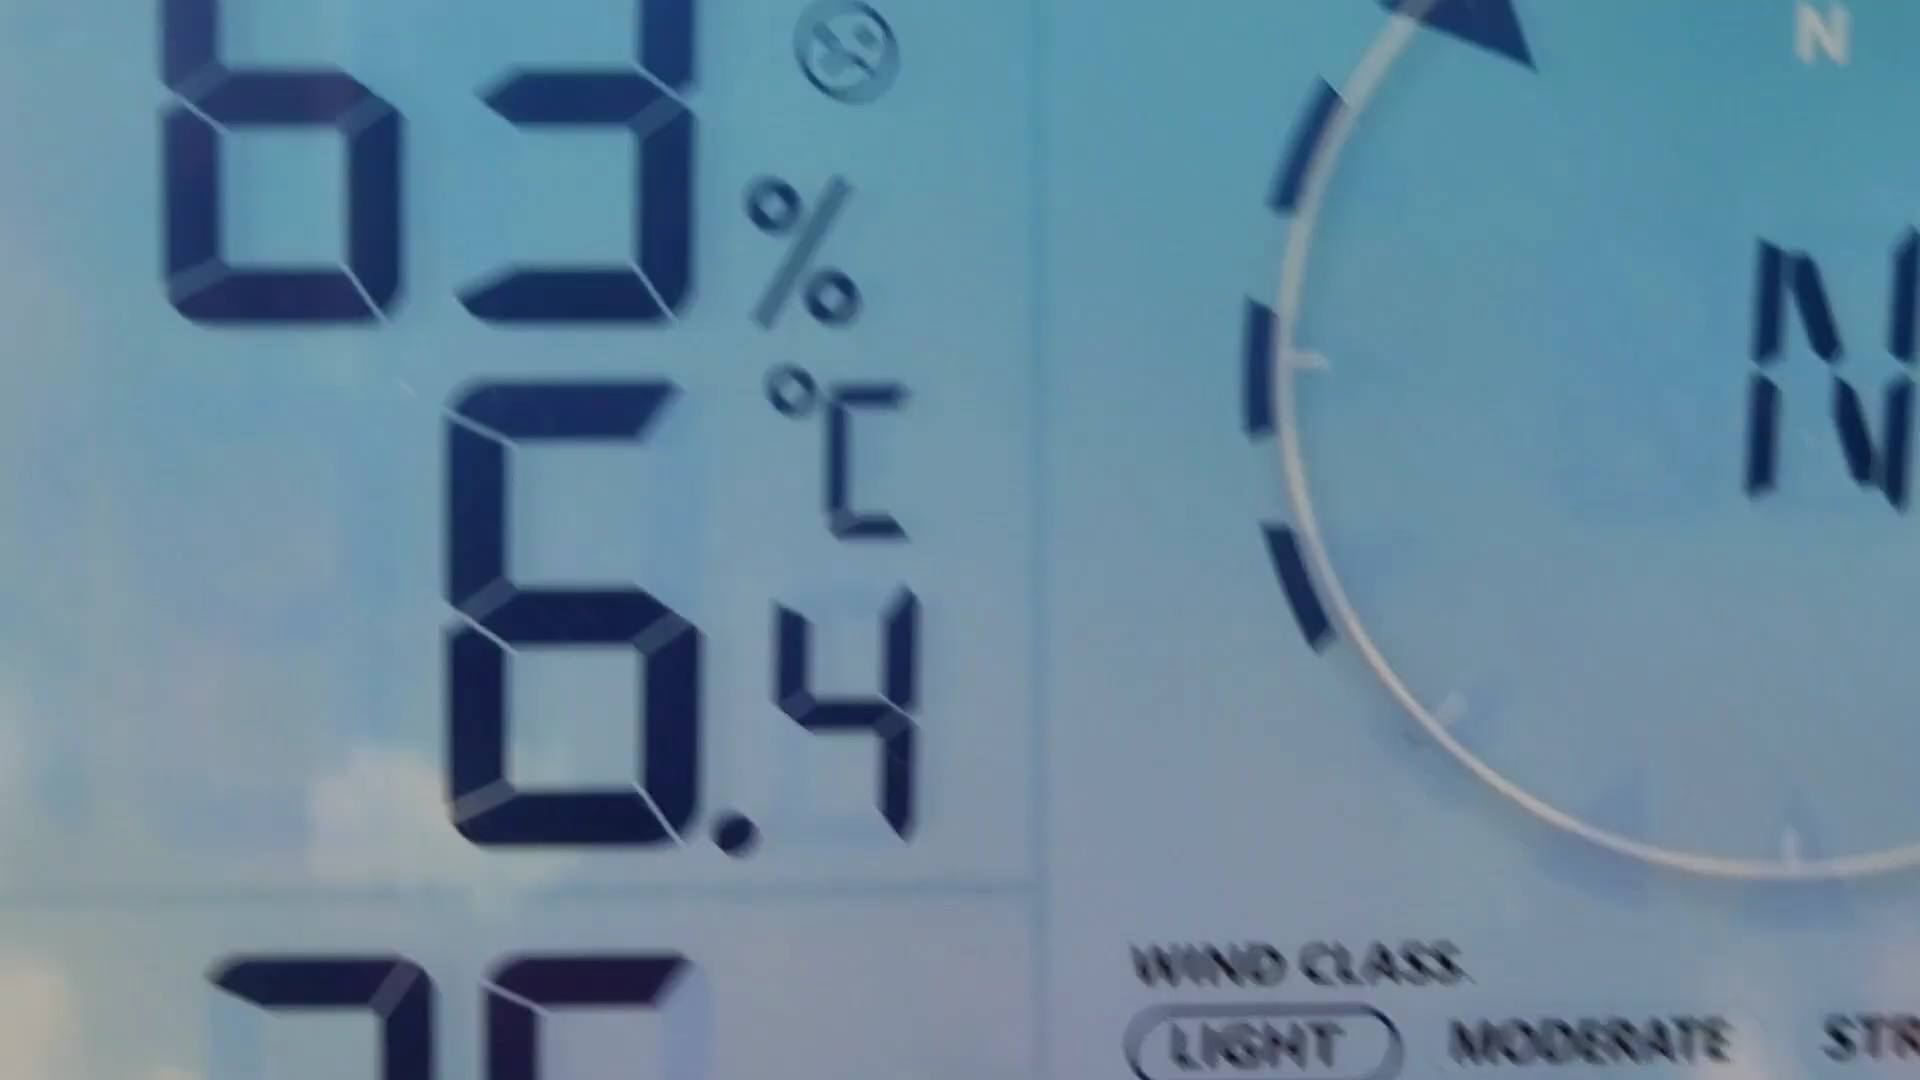 63 %
N
°C
6.4
N
WIND CLASS
LIGHT MODERATE